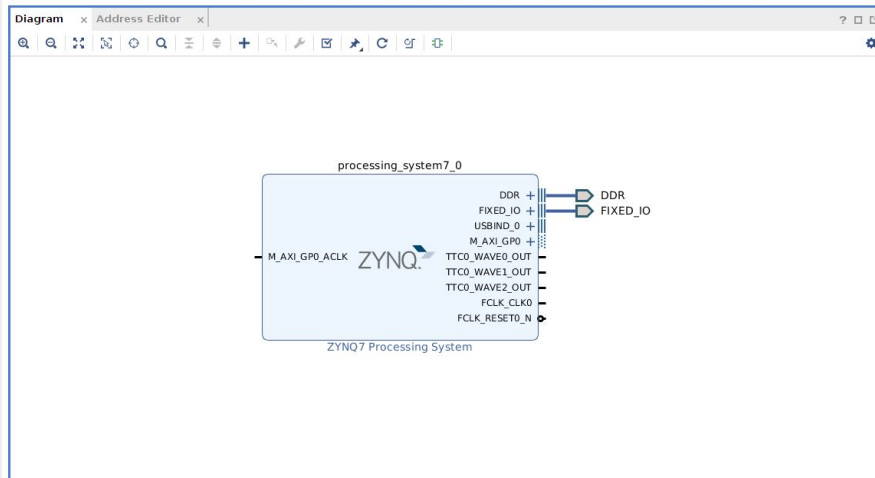 Diagram x Address Editor x ?
processing_system7_0
DDR DDR
FIXED_IO FIXED_IO
USBIND_0
M_AXI_GP0
M_AXI_GP0_ACLK ZYNQ. TTC0_WAVE0_OUT
TTC0_WAVE1_OUT
TTC0_WAVE2_OUT
FCLK_CLK0
FCLK_RESET0_N
ZYNQ7 Processing System